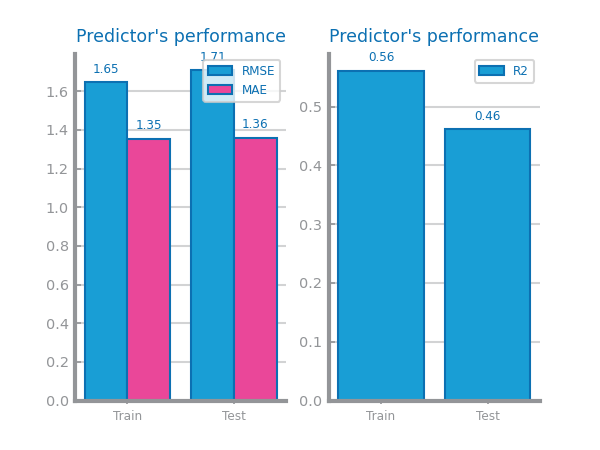 Predictor's performance
1.65
1.35
1.71
1.36
RMSE
MAE
1.6
1.4
1.2
1.0
0.8
0.6
0.4
0.2
0.0
Train
Test
Predictor's performance
0.56
0.46
R2
0.5
0.4
0.3
0.2
0.1
0.0
Train
Test